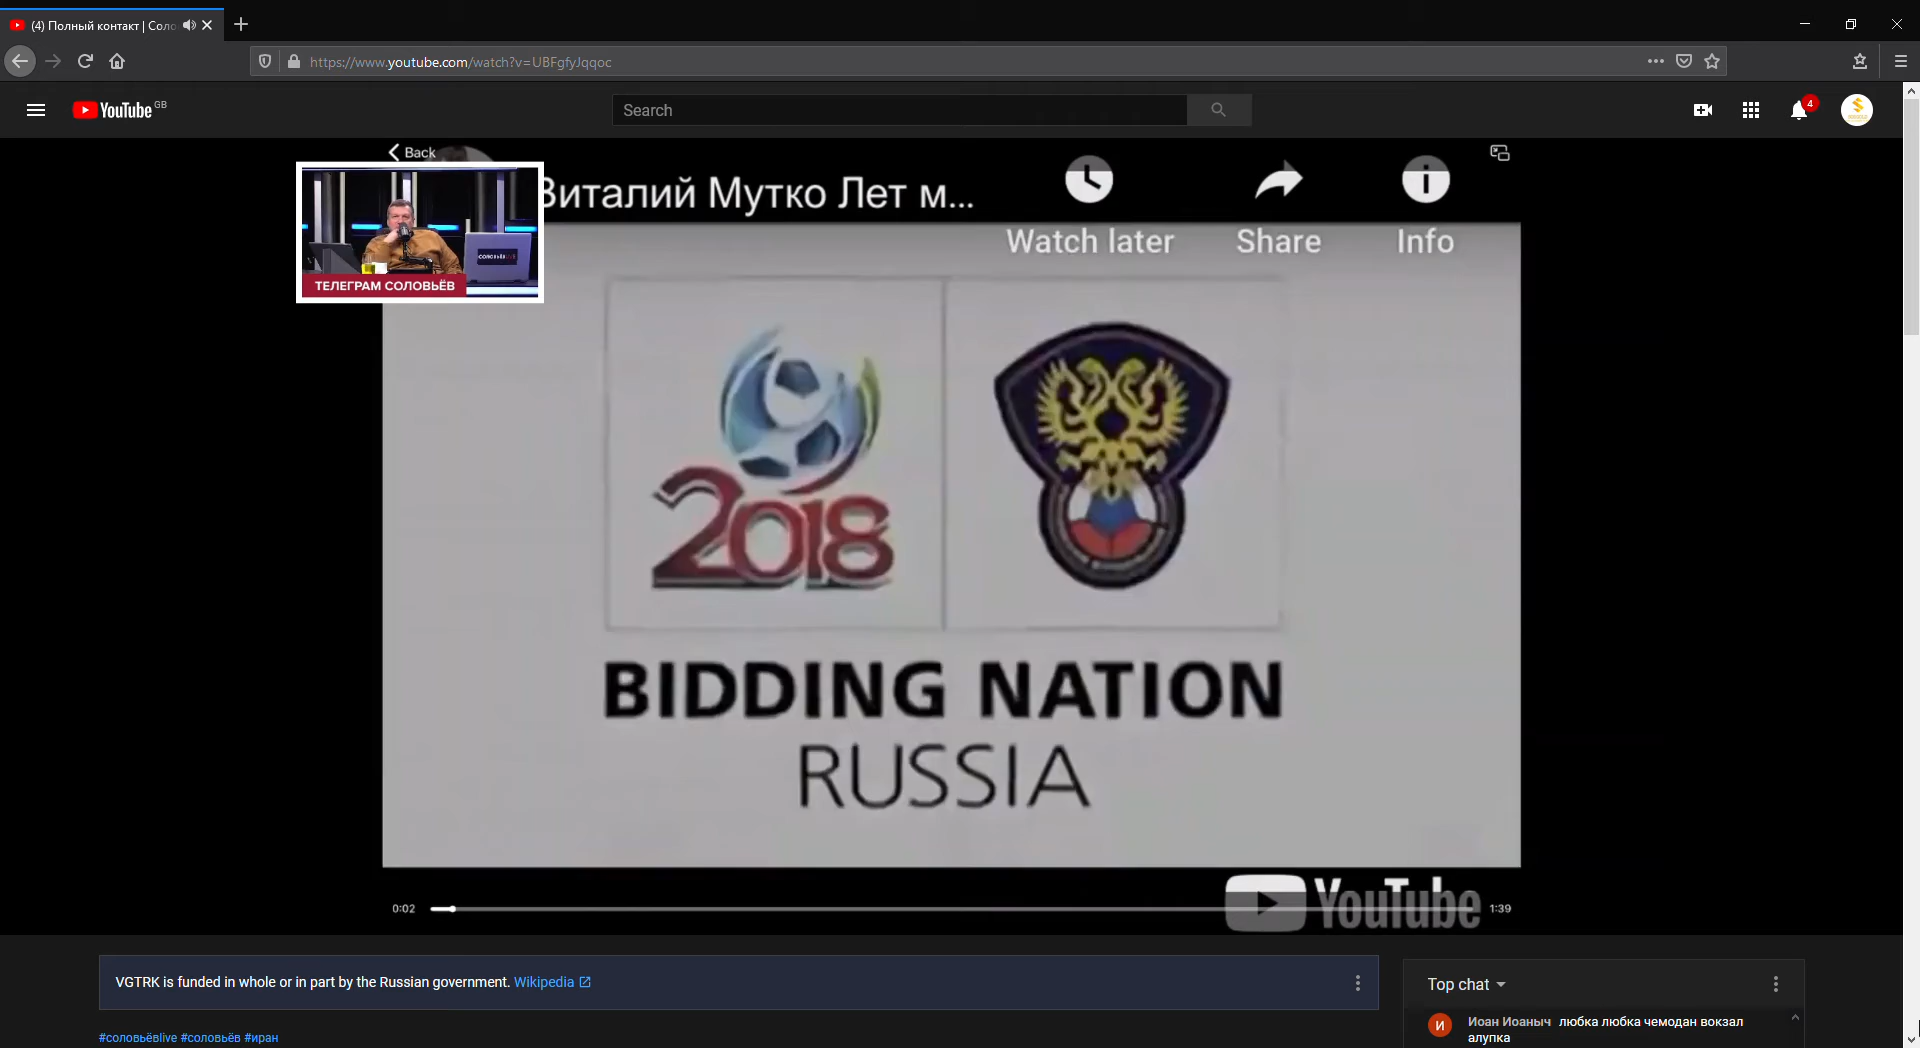 (4) Полный контакт | Соло
https://www.youtube.com/watch?v=UBFgfyJqqoc
YouTube GB
Search
4
Back
Виталий Мутко Лет м...
Watch later
Share
Info
СОЛОВЬЁВ
ТЕЛЕГРАМ СОЛОВЬЁВ
2018
BIDDING NATION
RUSSIA
0:02
YouTube
1:39
VGTRK is funded in whole or in part by the Russian government. Wikipedia
Top chat
И
Иоан Иоаныч любка любка чемодан вокзал
алупка
#соловьёвlive #соловьёв #иран